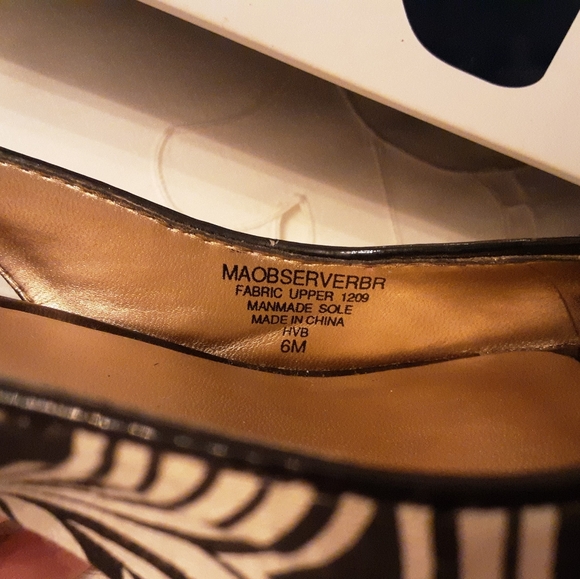 MAOBSERVERBR
FABRIC UPPER 1209
MANMADE SOLE
MADE IN CHINA
HVB
6M